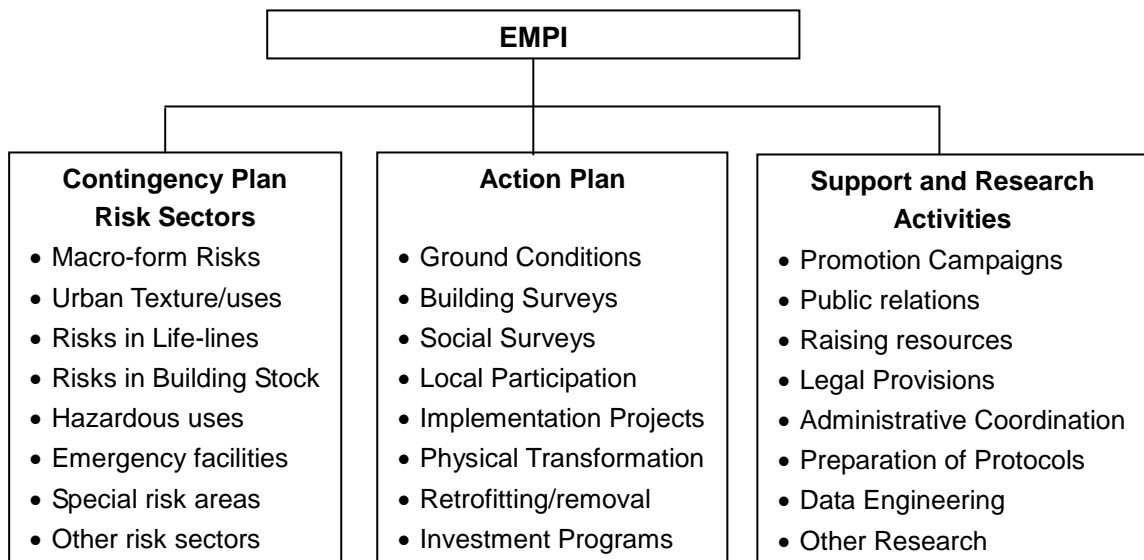 EMPI
Contingency Plan
Risk Sectors
• Macro-form Risks
• Urban Texture/uses
• Risks in Life-lines
• Risks in Building Stock
• Hazardous uses
• Emergency facilities
• Special risk areas
• Other risk sectors
Action Plan
• Ground Conditions
• Building Surveys
• Social Surveys
• Local Participation
• Implementation Projects
• Physical Transformation
• Retrofitting/removal
• Investment Programs
Support and Research
Activities
• Promotion Campaigns
• Public relations
• Raising resources
• Legal Provisions
• Administrative Coordination
• Preparation of Protocols
• Data Engineering
• Other Research